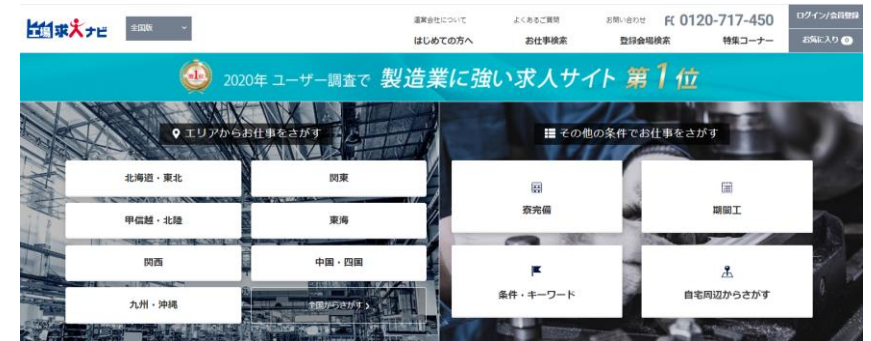 工場求人ナビ
全国版
運営会社について
よくあるご質問
お問い合わせ
0120-717-450
ログイン/会員登録
はじめての方へ
お仕事検索
登録会場検索
特集コーナー
お気に入り 0
第1位
2020年 ユーザー調査で 製造業に強い求人サイト 第1位
エリアからお仕事をさがす
北海道・東北
関東
甲信越・北陸
東海
関西
中国・四国
九州・沖縄
全国からさがす
その他の条件でお仕事をさがす
寮完備
期間工
条件・キーワード
自宅周辺からさがす